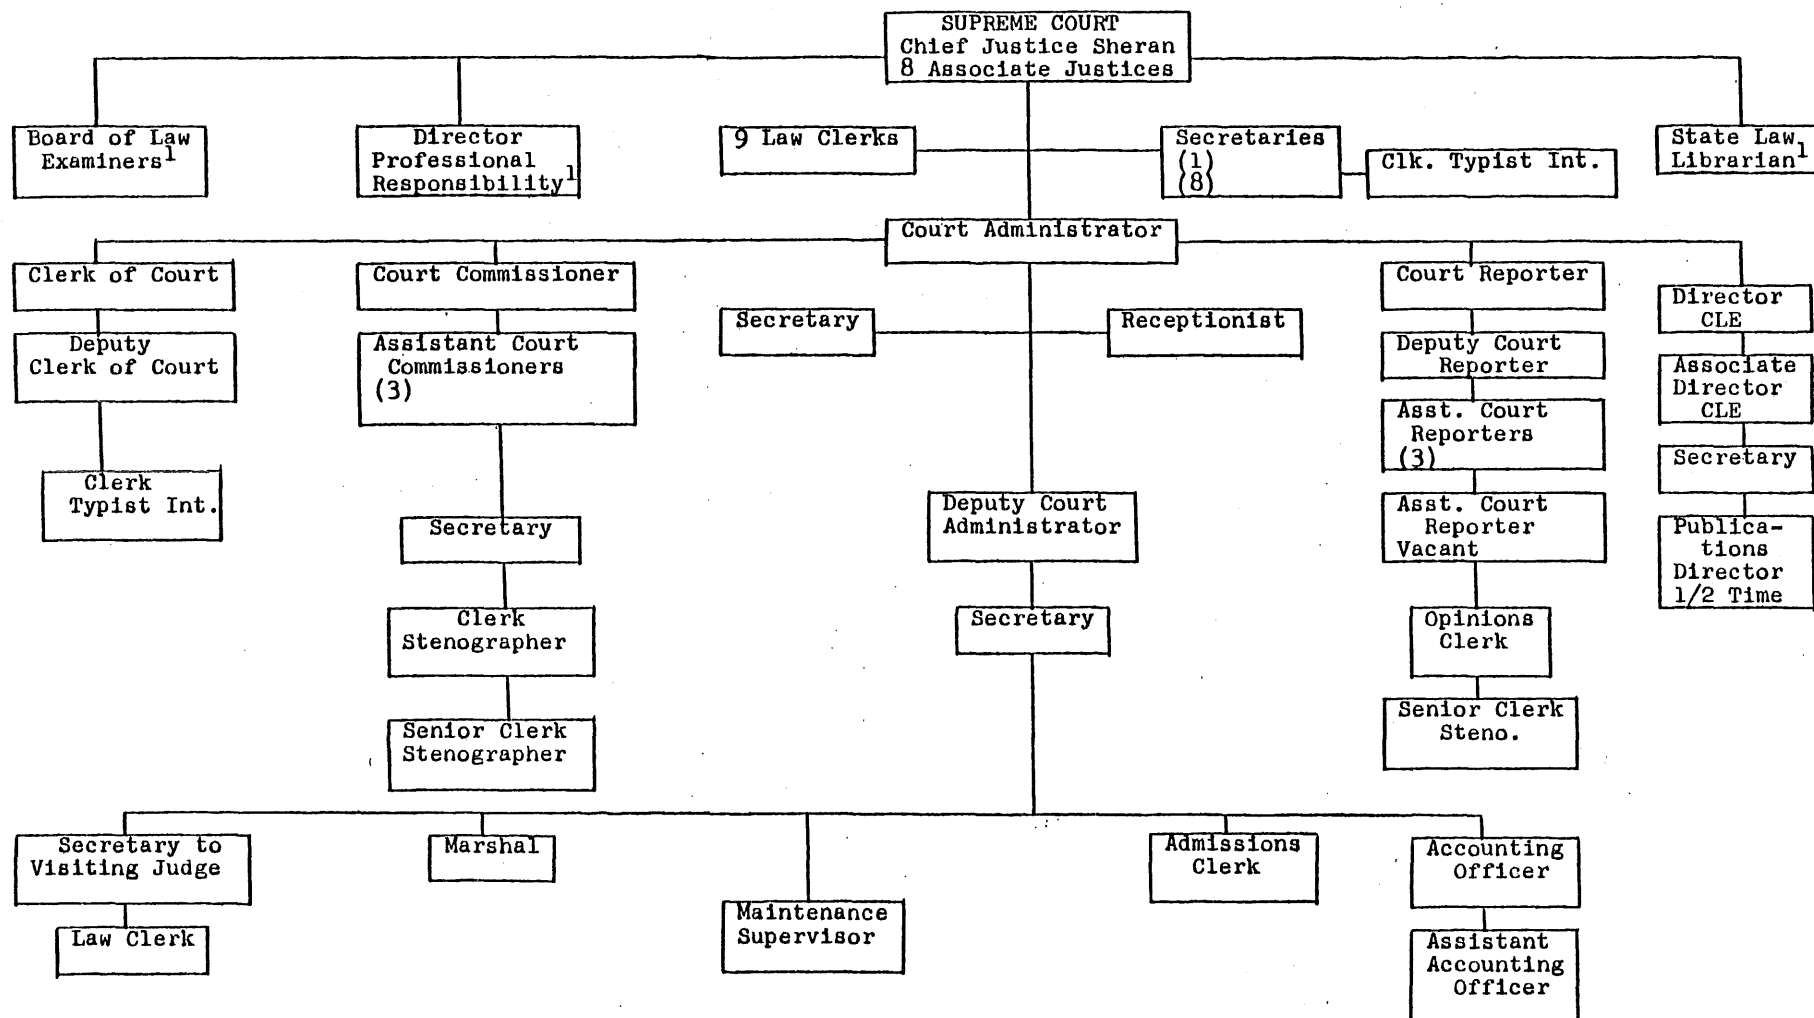 SUPREME COURT
Chief Justice Sheran
8 Associate Justices
Board of Law
Examiners1
Director
Professional
Responsibility1
9 Law Clerks
Secretaries
(1)
(8)
Clk. Typist Int.
State Law
Librarian1
Court Administrator
Clerk of Court
Deputy
Clerk of Court
Clerk
Typist Int.
Court Commissioner
Assistant Court
Commissioners
(3)
Secretary
Clerk
Stenographer
Senior Clerk
Stenographer
Secretary
Receptionist
Deputy Court
Administrator
Secretary
Court Reporter
Deputy Court
Reporter
Asst. Court
Reporters
(3)
Asst. Court
Reporter
Vacant
Opinions
Clerk
Senior Clerk
Steno.
Director
CLE
Associate
Director
CLE
Secretary
Publica-
tions
Director
1/2 Time
Secretary to
Visiting Judge
Law Clerk
Marshal
Maintenance
Supervisor
Admissions
Clerk
Accounting
Officer
Assistant
Accounting
Officer